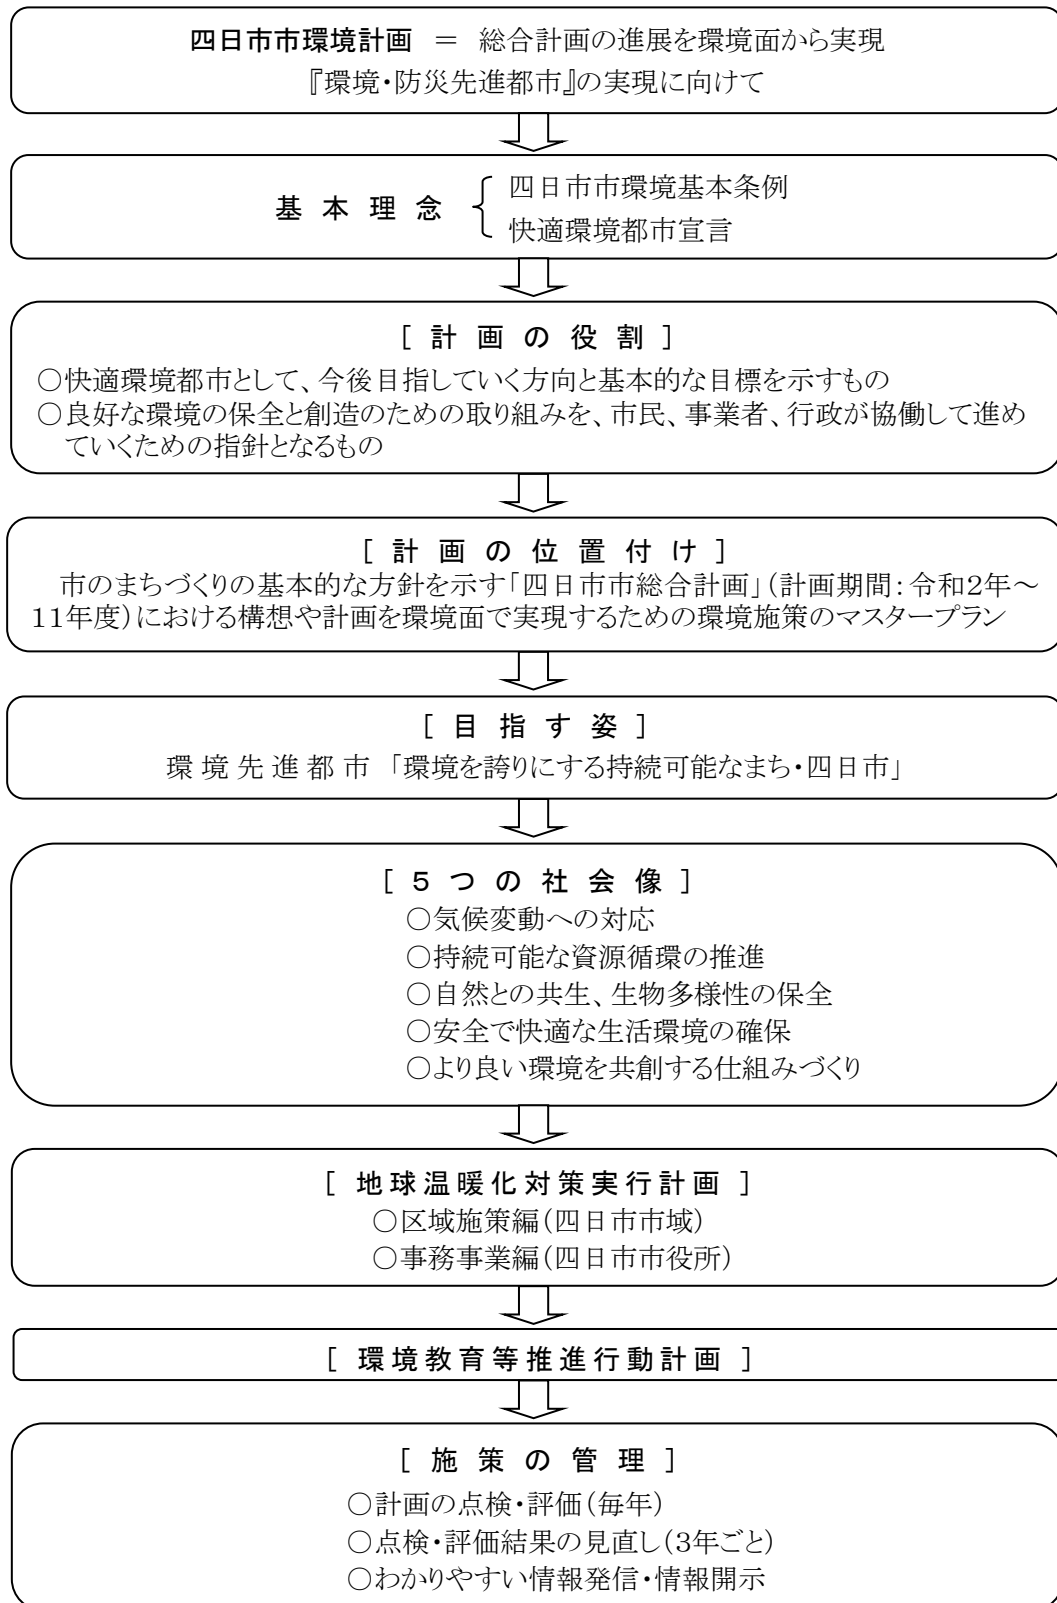 四日市市環境計画 ＝ 総合計画の進展を環境面から実現
『環境・防災先進都市』の実現に向けて
基本理念
四日市市環境基本条例
快適環境都市宣言
[計画の役割]
○快適環境都市として、今後目指していく方向と基本的な目標を示すもの
○良好な環境の保全と創造のための取り組みを、市民、事業者、行政が協働して進め
ていくための指針となるもの
[計画の位置付け]
市のまちづくりの基本的な方針を示す「四日市市総合計画」（計画期間：令和2年～
11年度）における構想や計画を環境面で実現するための環境施策のマスタープラン
[目指す姿]
環境先進都市 「環境を誇りにする持続可能なまち・四日市」
[5つの社会像]
○気候変動への対応
○持続可能な資源循環の推進
○自然との共生、生物多様性の保全
○安全で快適な生活環境の確保
○より良い環境を共創する仕組みづくり
[地球温暖化対策実行計画]
○区域施策編（四日市市域）
○事務事業編（四日市市役所）
[環境教育等推進行動計画]
[施策の管理]
○計画の点検・評価（毎年）
○点検・評価結果の見直し（3年ごと）
○わかりやすい情報発信・情報開示